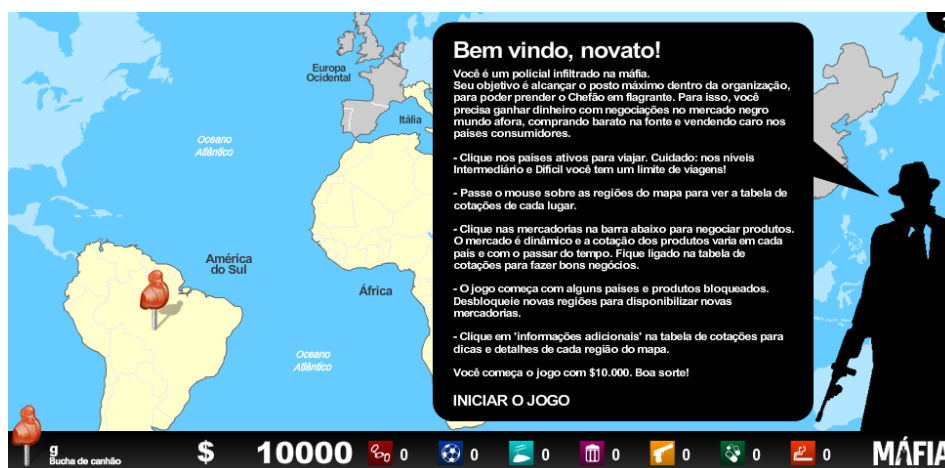 Bem vindo, novato!
Você é um policial infiltrado na máfia.
Seu objetivo é alcançar o posto máximo dentro da organização,
para poder prender o Chefão em flagrante. Para isso, você
precisa ganhar dinheiro com negociações no mercado negro
mundo afora, comprando barato na fonte e vendendo caro nos
países consumidores.
- Clique nos países ativos para viajar. Cuidado: nos níveis
Intermediário e Difícil você tem um limite de viagens!
- Passe o mouse sobre as regiões do mapa para ver a tabela de
cotações de cada lugar.
- Clique nas mercadorias na barra abaixo para negociar produtos.
O mercado é dinâmico e a cotação dos produtos varia em cada
país e com o passar do tempo. Fique ligado na tabela de
cotações para fazer bons negócios.
- O jogo começa com alguns países e produtos bloqueados.
Desbloqueie novas regiões para disponibilizar novas
mercadorias.
- Clique em 'informações adicionais' na tabela de cotações para
dicas e detalhes de cada região do mapa.
Você começa o jogo com $10.000. Boa sorte!
INICIAR O JOGO
Europa
Ocidental
Itália
Oceano
Atlântico
América
do Sul
África
Oceano
Atlântico
g
Bucha de canhão
$ 10000 0 0 0 0 0 0 0 MÁFIA